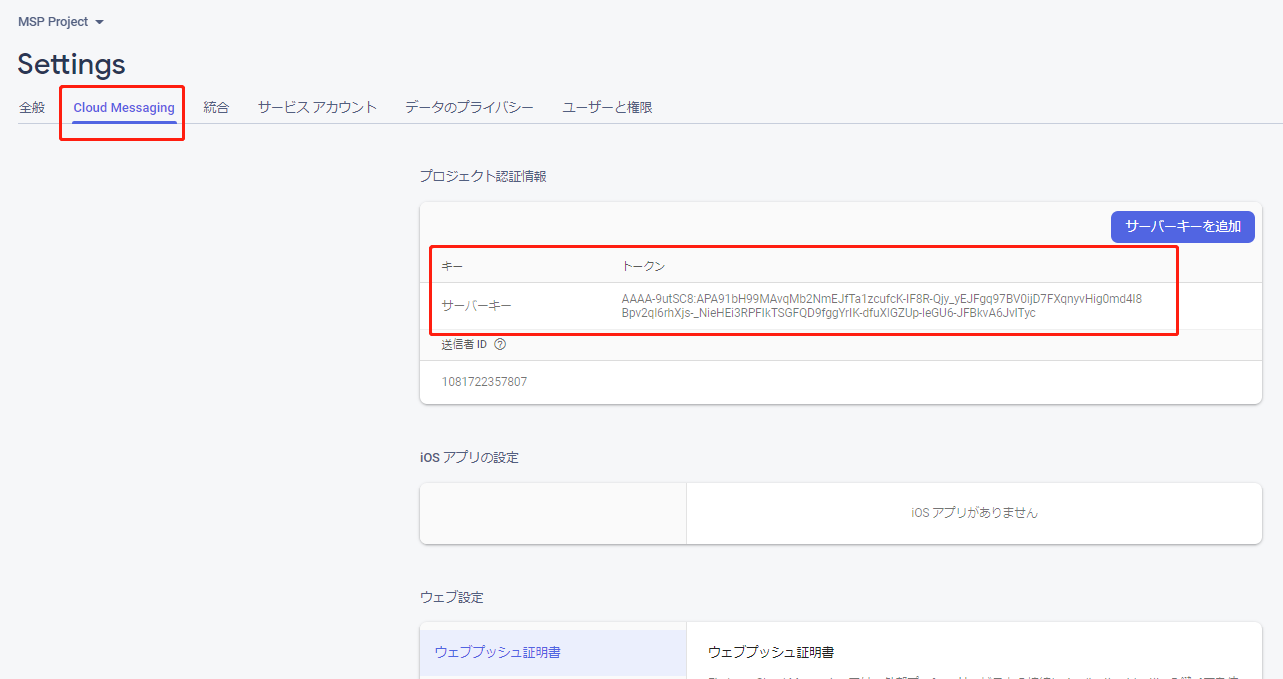 MSP Project
Settings
全般 Cloud Messaging 統合 サービス アカウント データのプライバシー ユーザーと権限
プロジェクト認証情報
サーバーキーを追加
キー トークン
サーバーキー
AAAA-9utSC8:APA91bH99MAvqMb2NmEJfTa1zcufcK-IF8R-Qjy_yEJFgq97BV0ijD7FXqnyvHig0md4I8
Bpv2qI6rhXjs-_NieHEi3RPFIkTSGFQD9fggYrIK-dfuXlGZUp-IeGU6-JFBkvA6JvITyc
送信者 ID
1081722357807
iOS アプリの設定
iOS アプリがありません
ウェブ設定
ウェブプッシュ証明書 ウェブプッシュ証明書